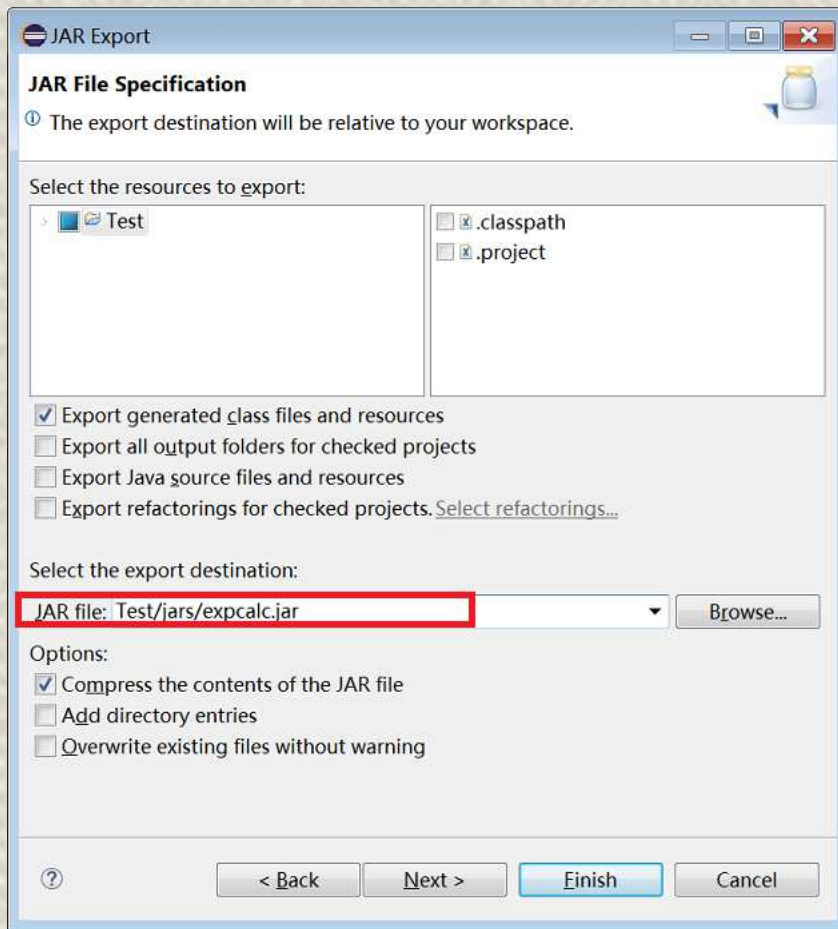 JAR Export
JAR File Specification
The export destination will be relative to your workspace.
Select the resources to export:
Test
.classpath
.project
Export generated class files and resources
Export all output folders for checked projects
Export Java source files and resources
Export refactorings for checked projects. Select refactorings...
Select the export destination:
JAR file: Test/jars/expcalc.jar
Browse...
Options:
Compress the contents of the JAR file
Add directory entries
Overwrite existing files without warning
< Back Next > Finish Cancel